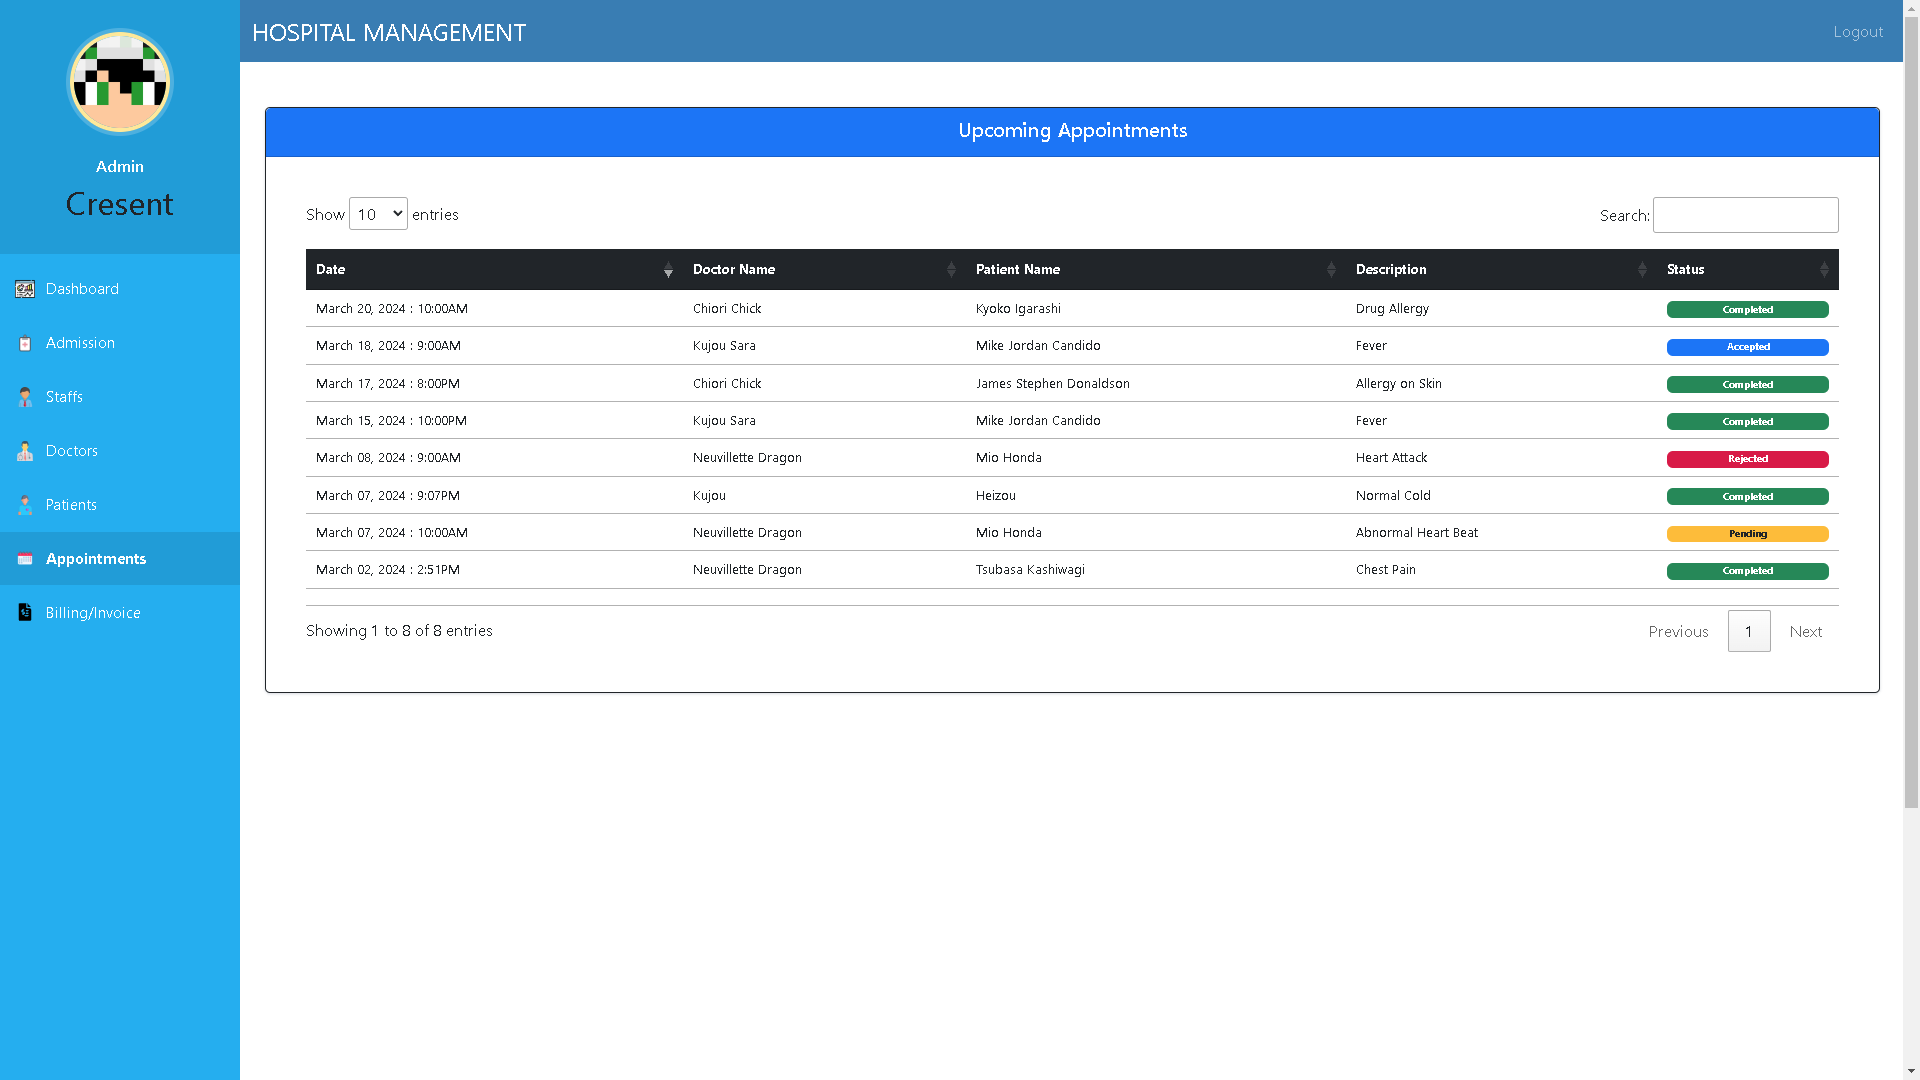 HOSPITAL MANAGEMENT
Logout
Admin
Cresent
Dashboard
Admission
Staffs
Doctors
Patients
Appointments
Billing/Invoice
Upcoming Appointments
Show 10 entries
Search:
Date Doctor Name Patient Name Description Status
March 20, 2024 : 10:00AM Chiori Chick Kyoko Igarashi Drug Allergy Completed
March 18, 2024 : 9:00AM Kujou Sara Mike Jordan Candido Fever Accepted
March 17, 2024 : 8:00PM Chiori Chick James Stephen Donaldson Allergy on Skin Completed
March 15, 2024 : 10:00PM Kujou Sara Mike Jordan Candido Fever Completed
March 08, 2024 : 9:00AM Neuvillette Dragon Mio Honda Heart Attack Rejected
March 07, 2024 : 9:07PM Kujou Heizou Normal Cold Completed
March 07, 2024 : 10:00AM Neuvillette Dragon Mio Honda Abnormal Heart Beat Pending
March 02, 2024 : 2:51PM Neuvillette Dragon Tsubasa Kashiwagi Chest Pain Completed
Showing 1 to 8 of 8 entries
Previous 1 Next